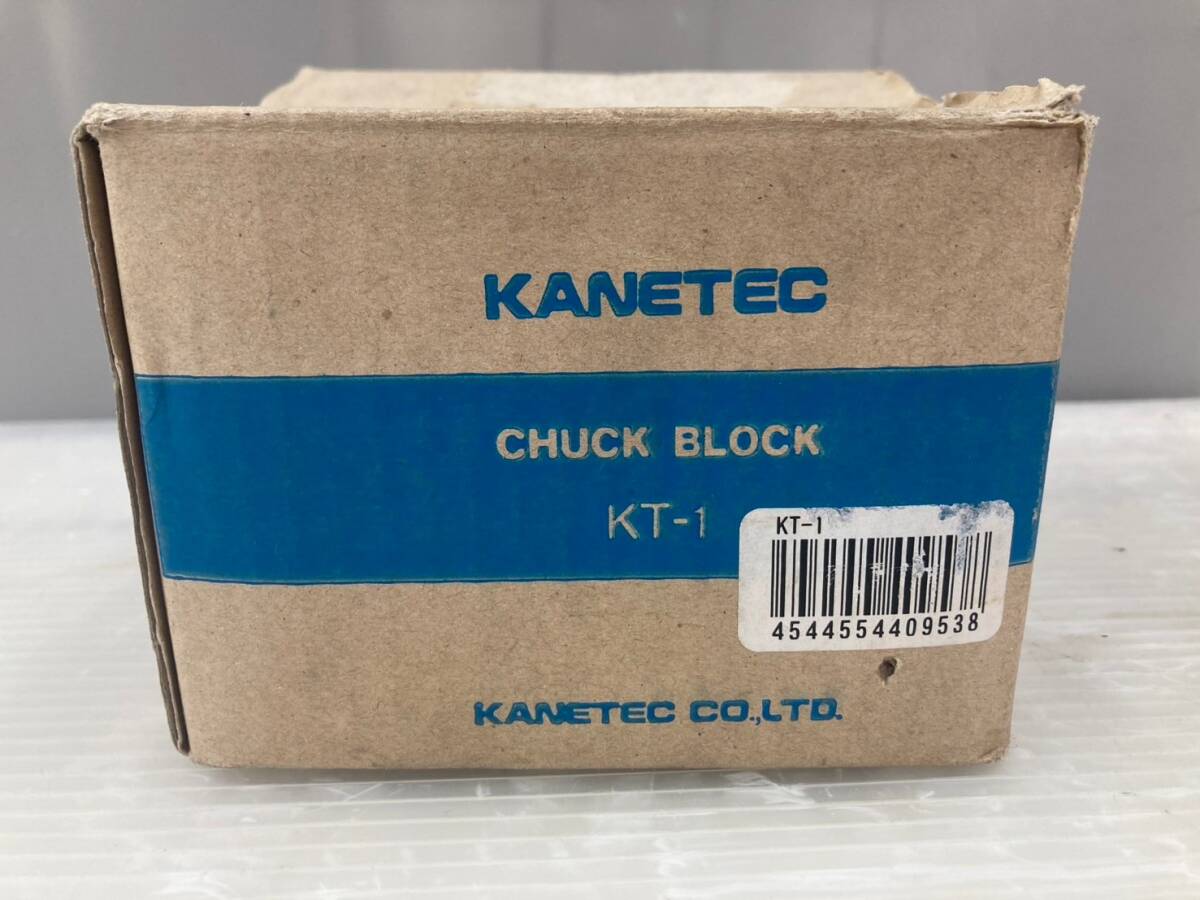 KANETEC
CHUCK BLOCK
KT-1
KT-1
4544554409538
KANETEC CO.,LTD.